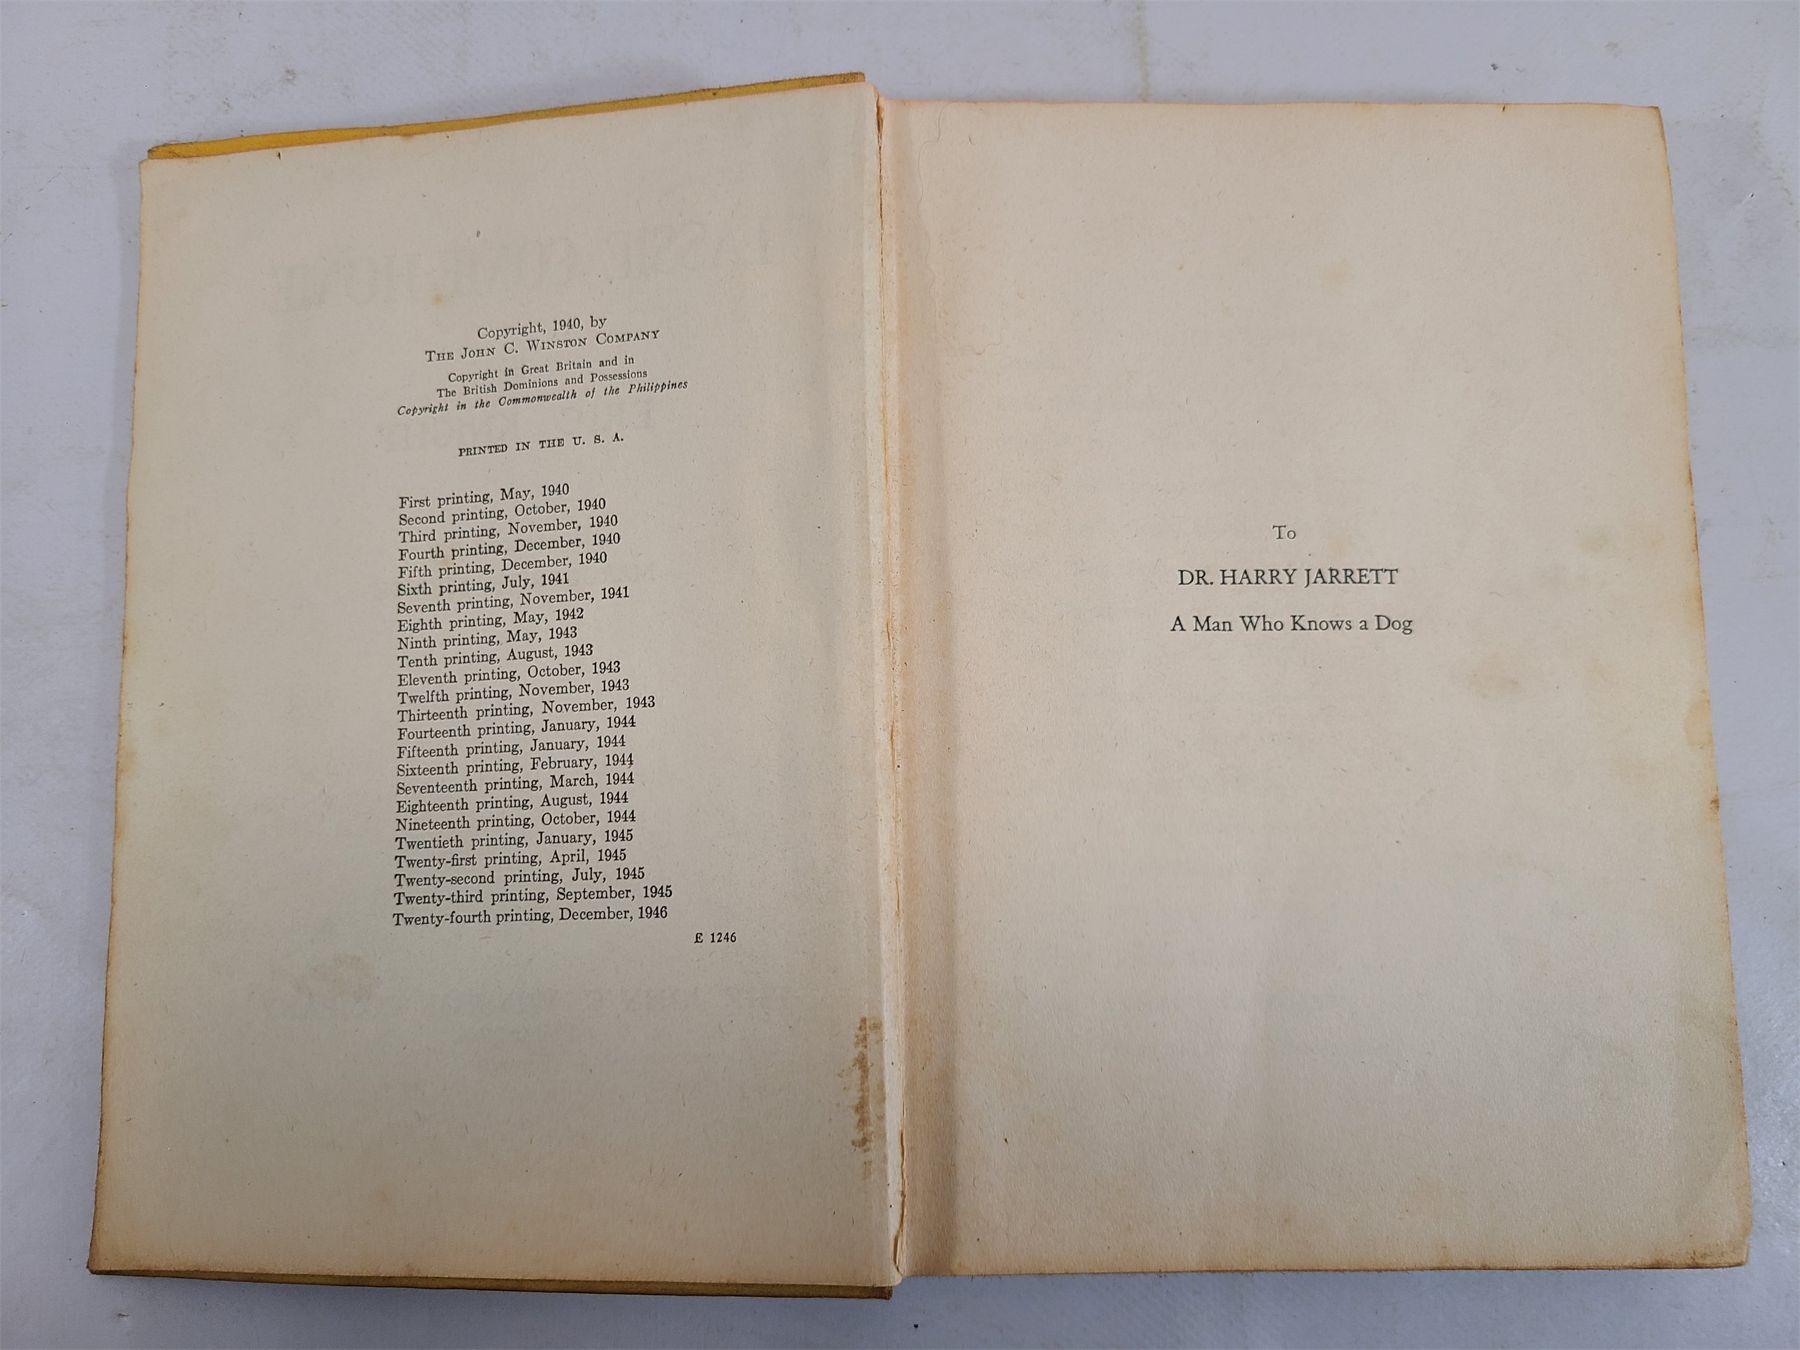 Copyright, 1940, by
THE JOHN C. WINSTON COMPANY
Copyright in Great Britain and in
The British Dominions and Possessions
Copyright in the Commonwealth of the Philippines
PRINTED IN THE U. S. A.
First printing, May, 1940
Second printing, October, 1940
Third printing, November, 1940
Fourth printing, December, 1940
Fifth printing, December, 1940
Sixth printing, July, 1941
Seventh printing, November, 1941
Eighth printing, May, 1942
Ninth printing, May, 1943
Tenth printing, August, 1943
Eleventh printing, October, 1943
Twelfth printing, November, 1943
Thirteenth printing, November, 1943
Fourteenth printing, January, 1944
Fifteenth printing, January, 1944
Sixteenth printing, February, 1944
Seventeenth printing, March, 1944
Eighteenth printing, August, 1944
Nineteenth printing, October, 1944
Twentieth printing, January, 1945
Twenty-first printing, April, 1945
Twenty-second printing, July, 1945
Twenty-third printing, September, 1945
Twenty-fourth printing, December, 1946
E 1246
To
DR. HARRY JARRETT
A Man Who Knows a Dog